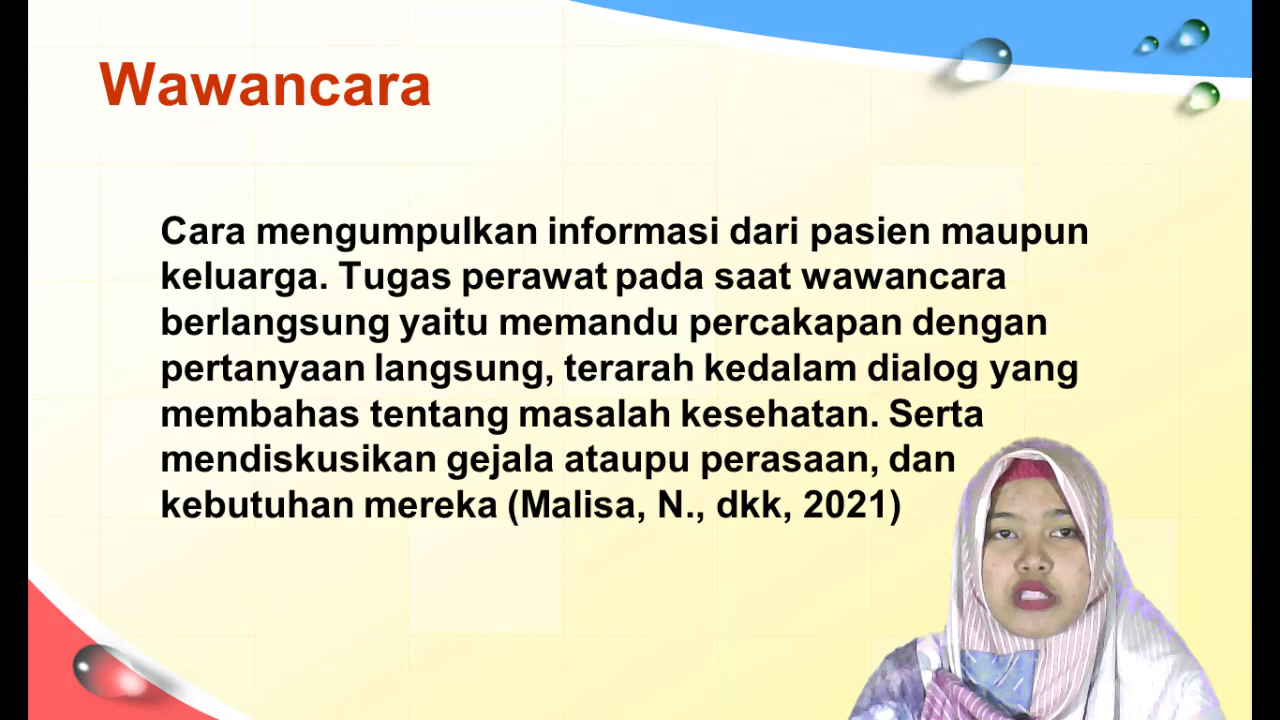 Wawancara
Cara mengumpulkan informasi dari pasien maupun
keluarga. Tugas perawat pada saat wawancara
berlangsung yaitu memandu percakapan dengan
pertanyaan langsung, terarah kedalam dialog yang
membahas tentang masalah kesehatan. Serta
mendiskusikan gejala ataupu perasaan, dan
kebutuhan mereka (Malisa, N., dkk, 2021)